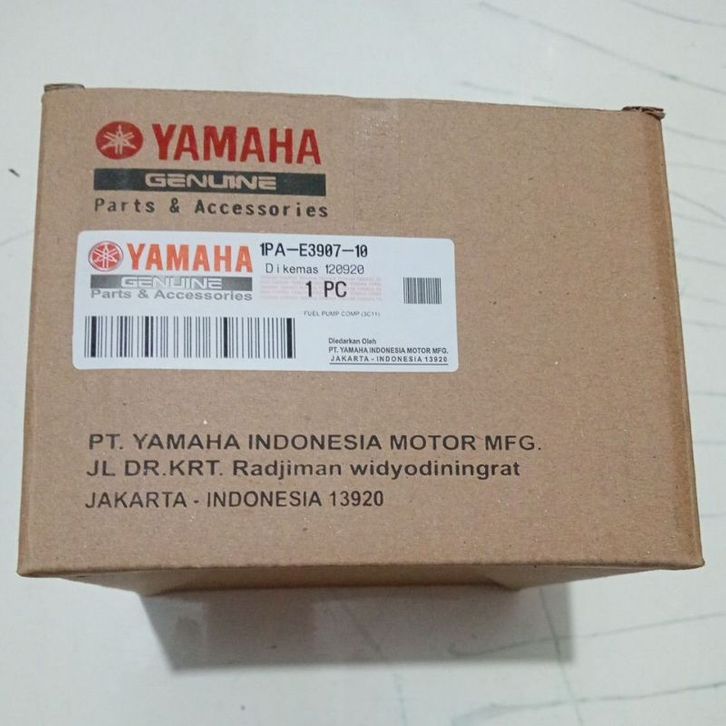 YAMAHA
GENUINE
Parts & Accessories
YAMAHA
GENUINE
Parts & Accessories
1PA-E3907-10
Dikemas 120920
1 PC
FUEL PUMP COMP (3C11)
Diedarkan Oleh
PT. YAMAHA INDONESIA MOTOR MFG.
JAKARTA - INDONESIA 13920
PT. YAMAHA INDONESIA MOTOR MFG.
JL DR.KRT. Radjiman widyodiningrat
JAKARTA - INDONESIA 13920